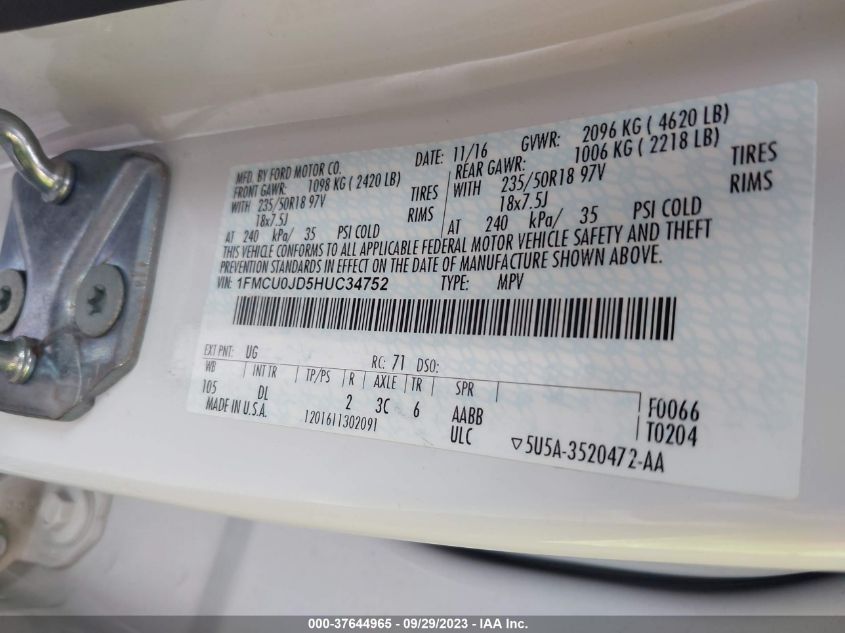 MFD. BY FORD MOTOR CO. DATE: 11/16 GVWR: 2096 KG ( 4620 LB)
FRONT GAWR: 1098 KG ( 2420 LB) REAR GAWR: 1006 KG ( 2218 LB)
WITH 235/50R18 97V TIRES WITH 235/50R18 97V TIRES
18x7.5J RIMS 18x7.5J RIMS
AT 240 kPa/ 35 PSI COLD AT 240 kPa/ 35 PSI COLD
THIS VEHICLE CONFORMS TO ALL APPLICABLE FEDERAL MOTOR VEHICLE SAFETY AND THEFT
PREVENTION STANDARDS IN EFFECT ON THE DATE OF MANUFACTURE SHOWN ABOVE.
VIN: 1FMCU0JD5HUC34752 TYPE: MPV
EXT PNT: UG RC: 71 DSO:
WB INT TR TP/PS R AXLE TR SPR
105 DL 2 3C 6 AABB F0066
MADE IN U.S.A. 1201611302091 ULC T0204
▽5U5A-3520472-AA
000-37644965 - 09/29/2023 - IAA Inc.